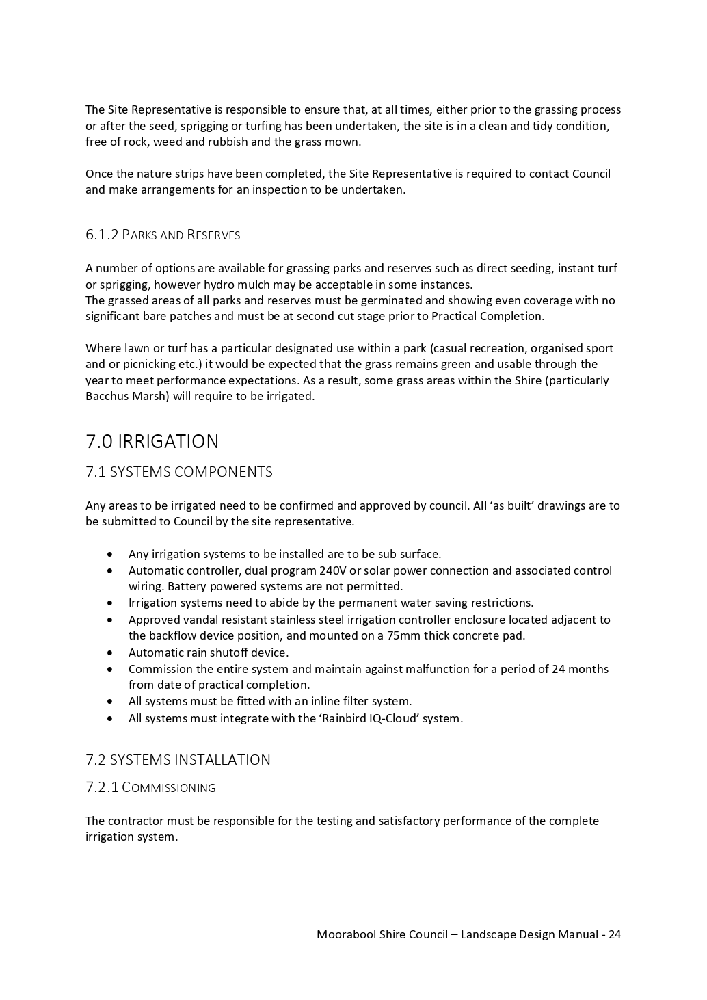 The Site Representative is responsible to ensure that, at all times, either prior to the grassing process
or after the seed, sprigging or turfing has been undertaken, the site is in a clean and tidy condition,
free of rock, weed and rubbish and the grass mown.
Once the nature strips have been completed, the Site Representative is required to contact Council
and make arrangements for an inspection to be undertaken.
6.1.2 PARKS AND RESERVES
A number of options are available for grassing parks and reserves such as direct seeding, instant turf
or sprigging, however hydro mulch may be acceptable in some instances.
The grassed areas of all parks and reserves must be germinated and showing even coverage with no
significant bare patches and must be at second cut stage prior to Practical Completion.
Where lawn or turf has a particular designated use within a park (casual recreation, organised sport
and or picnicking etc.) it would be expected that the grass remains green and usable through the
year to meet performance expectations. As a result, some grass areas within the Shire (particularly
Bacchus Marsh) will require to be irrigated.
7.0 IRRIGATION
7.1 SYSTEMS COMPONENTS
Any areas to be irrigated need to be confirmed and approved by council. All ‘as built’ drawings are to
be submitted to Council by the site representative.
• Any irrigation systems to be installed are to be sub surface.
• Automatic controller, dual program 240V or solar power connection and associated control
wiring. Battery powered systems are not permitted.
• Irrigation systems need to abide by the permanent water saving restrictions.
• Approved vandal resistant stainless steel irrigation controller enclosure located adjacent to
the backflow device position, and mounted on a 75mm thick concrete pad.
• Automatic rain shutoff device.
• Commission the entire system and maintain against malfunction for a period of 24 months
from date of practical completion.
• All systems must be fitted with an inline filter system.
• All systems must integrate with the ‘Rainbird IQ-Cloud’ system.
7.2 SYSTEMS INSTALLATION
7.2.1 COMMISSIONING
The contractor must be responsible for the testing and satisfactory performance of the complete
irrigation system.
Moorabool Shire Council – Landscape Design Manual - 24